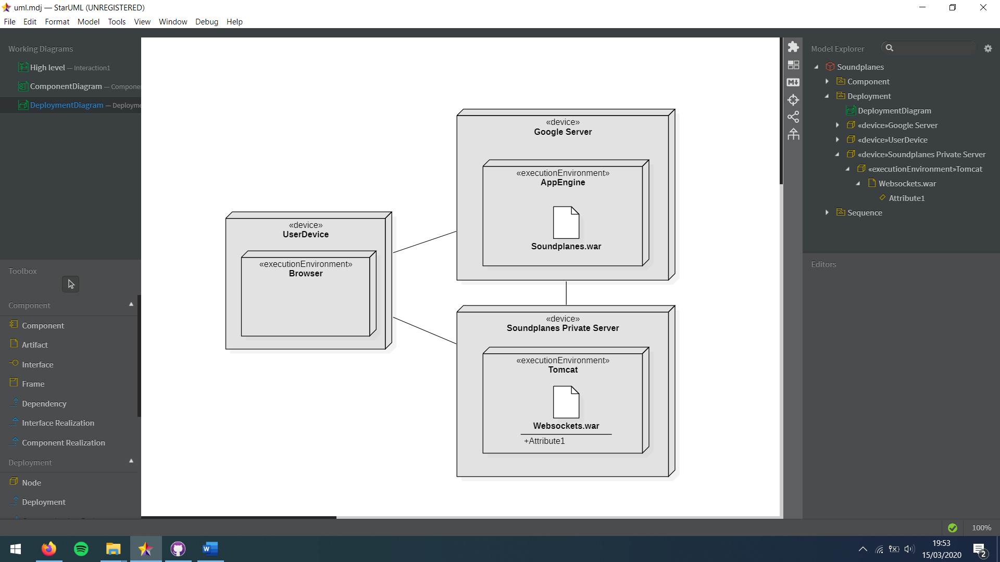 uml.mdj — StarUML (UNREGISTERED)
File Edit Format Model Tools View Window Debug Help
Working Diagrams
High level — Interaction1
ComponentDiagram — Compone
DeploymentDiagram — Deployme
Toolbox
Component
Component
Artifact
Interface
Frame
Dependency
Interface Realization
Component Realization
Deployment
Node
Deployment
«device»
UserDevice
«executionEnvironment»
Browser
«device»
Google Server
«executionEnvironment»
AppEngine
Soundplanes.war
«device»
Soundplanes Private Server
«executionEnvironment»
Tomcat
Websockets.war
+Attribute1
M
Model Explorer
Soundplanes
Component
Deployment
DeploymentDiagram
«device»Google Server
«device»UserDevice
«device»Soundplanes Private Server
«executionEnvironment»Tomcat
Websockets.war
Attribute1
Sequence
Editors
100%
W
19:53
15/03/2020
2